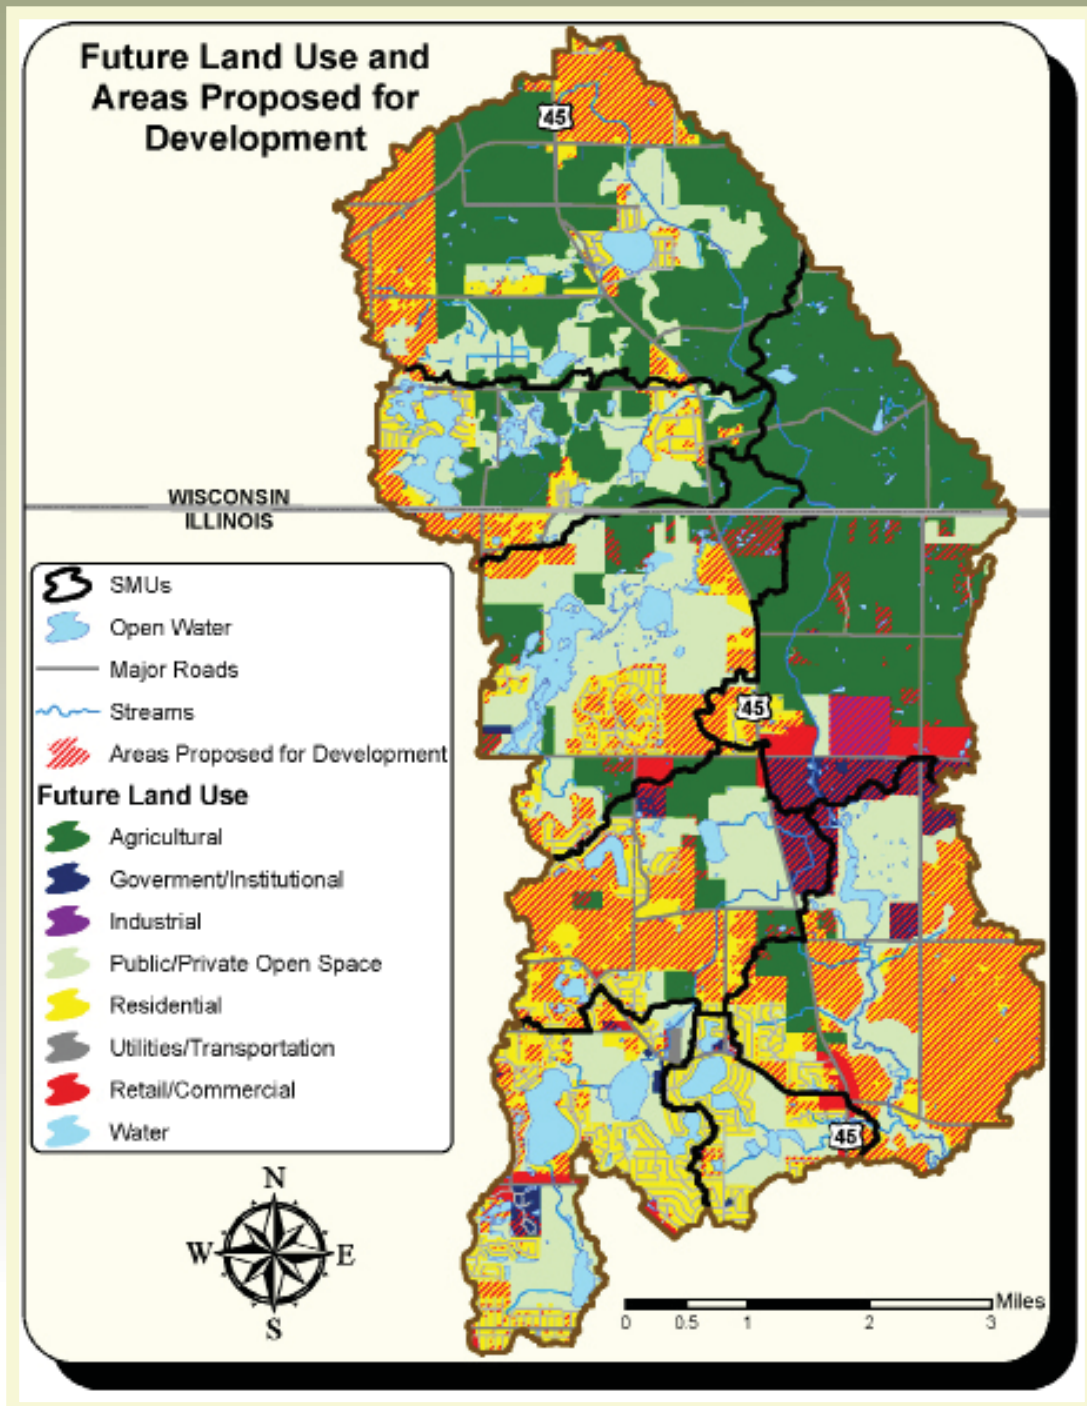 Future Land Use and
Areas Proposed for
Development
45
WISCONSIN
ILLINOIS
SMUs
Open Water
Major Roads
Streams
Areas Proposed for Development
Future Land Use
Agricultural
Goverment/Institutional
Industrial
Public/Private Open Space
Residential
Utilities/Transportation
Retail/Commercial
Water
45
45
N
W E
S
Miles
0 0.5 1 2 3